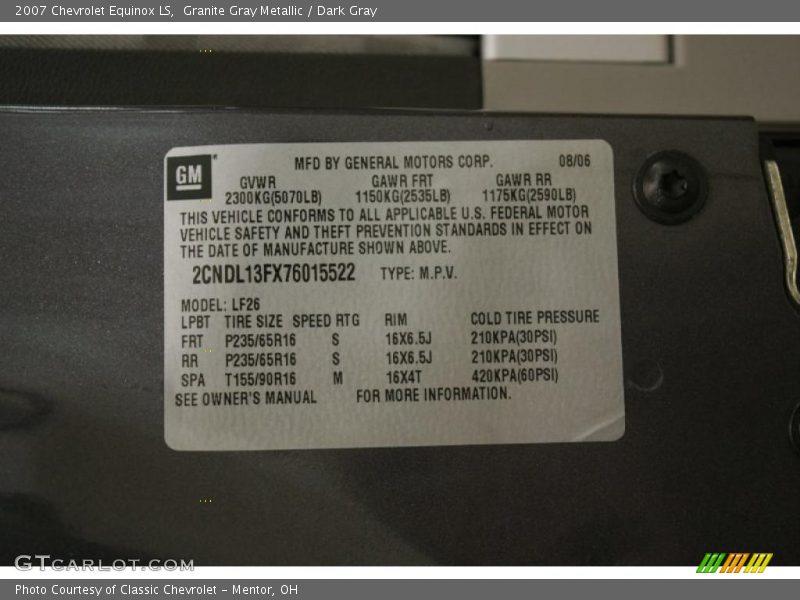 2007 Chevrolet Equinox LS, Granite Gray Metallic / Dark Gray
GM
MFD BY GENERAL MOTORS CORP. 08/06
GVWR GAWR FRT GAWR RR
2300KG(5070LB) 1150KG(2535LB) 1175KG(2590LB)
THIS VEHICLE CONFORMS TO ALL APPLICABLE U.S. FEDERAL MOTOR
VEHICLE SAFETY AND THEFT PREVENTION STANDARDS IN EFFECT ON
THE DATE OF MANUFACTURE SHOWN ABOVE.
2CNDL13FX76015522 TYPE: M.P.V.
MODEL: LF26
LPBT TIRE SIZE SPEED RTG RIM COLD TIRE PRESSURE
FRT P235/65R16 S 16X6.5J 210KPA(30PSI)
RR P235/65R16 S 16X6.5J 210KPA(30PSI)
SPA T155/90R16 M 16X4T 420KPA(60PSI)
SEE OWNER'S MANUAL FOR MORE INFORMATION.
GTCARLOT.COM
Photo Courtesy of Classic Chevrolet - Mentor, OH